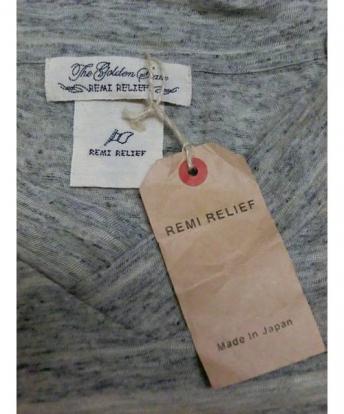 The Golden
REMI RELIEF
REMI RELIEF
REMI RELIEF
Made in Japan